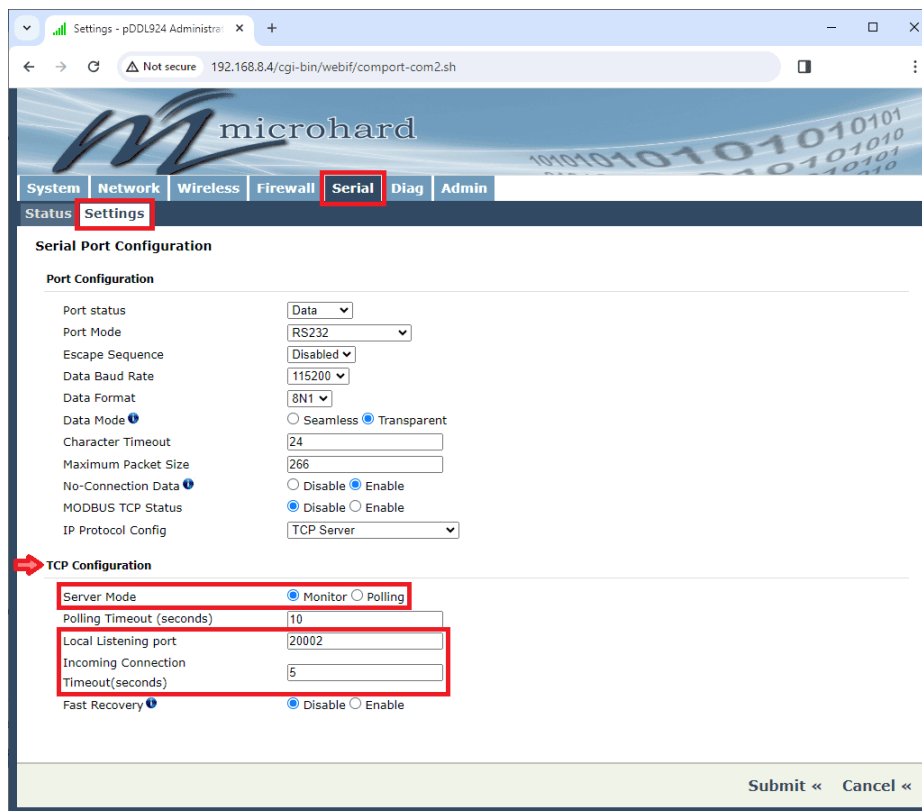 Settings - pDDL924 Administrat
Not secure 192.168.8.4/cgi-bin/webif/comport-com2.sh
microhard
System Network Wireless Firewall Serial Diag Admin
Status Settings
Serial Port Configuration
Port Configuration
Port status Data
Port Mode RS232
Escape Sequence Disabled
Data Baud Rate 115200
Data Format 8N1
Data Mode Seamless Transparent
Character Timeout 24
Maximum Packet Size 266
No-Connection Data Disable Enable
MODBUS TCP Status Disable Enable
IP Protocol Config TCP Server
TCP Configuration
Server Mode Monitor Polling
Polling Timeout (seconds) 10
Local Listening port 20002
Incoming Connection
Timeout(seconds) 5
Fast Recovery Disable Enable
Submit « Cancel «